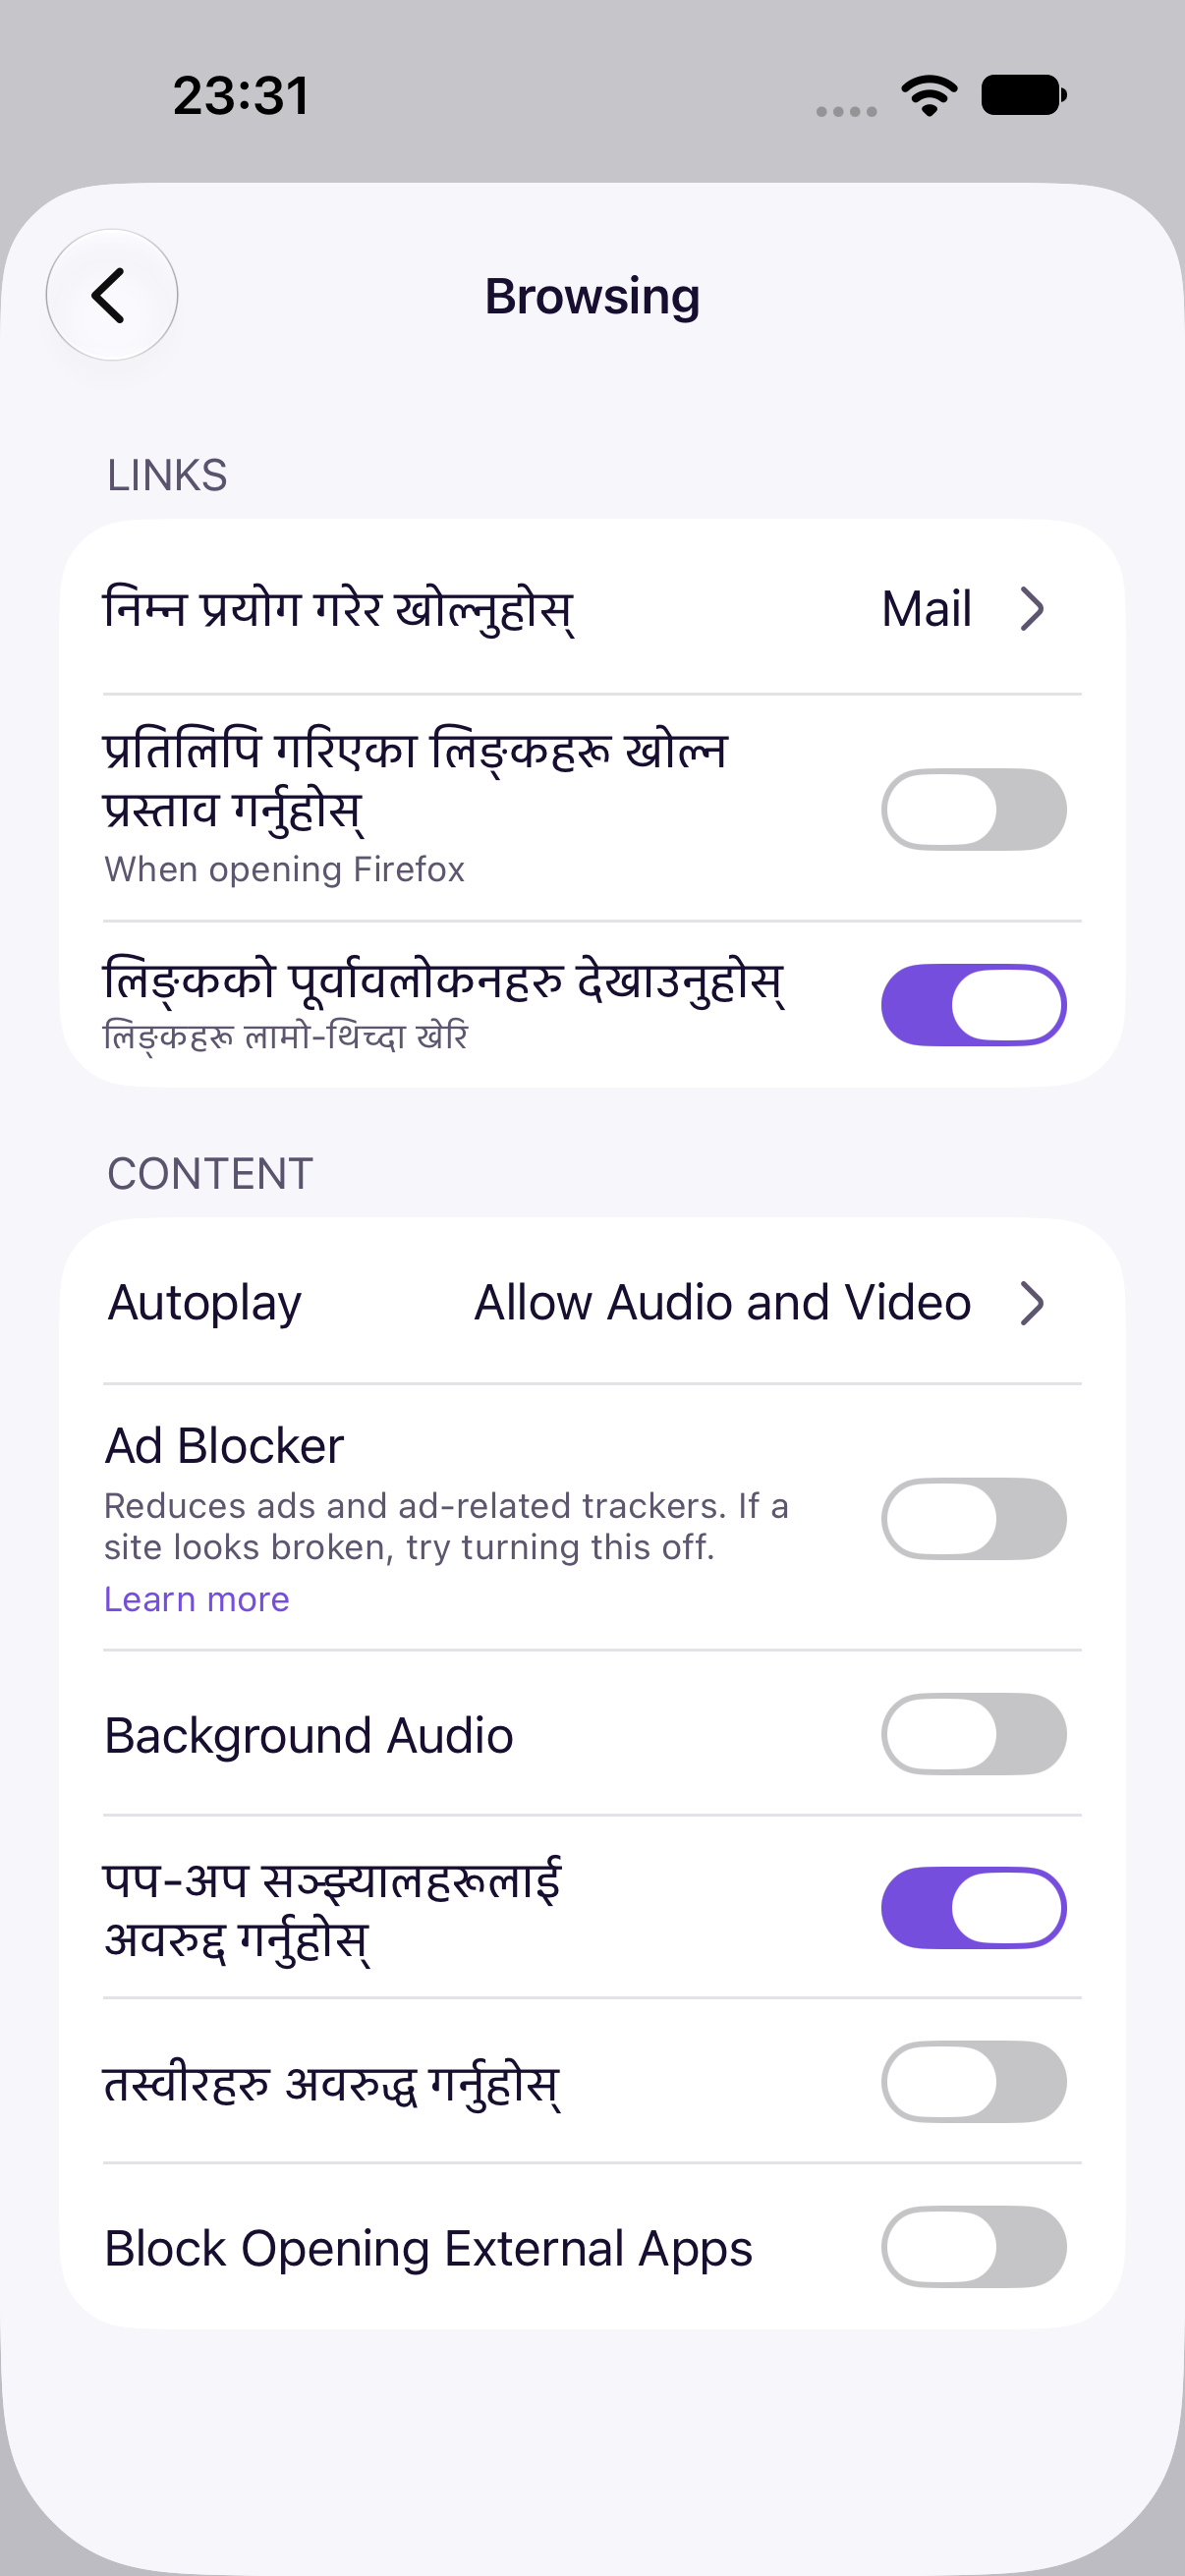 23:31
Browsing
LINKS
निम्न प्रयोग गरेर खोल्नुहोस्
Mail
प्रतिलिपि गरिएका लिङ्कहरू खोल्न
प्रस्ताव गर्नुहोस्
When opening Firefox
लिङ्कको पूर्वावलोकनहरु देखाउनुहोस्
लिङ्कहरू लामो-थिच्दा खेरि
CONTENT
Autoplay
Allow Audio and Video
Ad Blocker
Reduces ads and ad-related trackers. If a
site looks broken, try turning this off.
Learn more
Background Audio
पप-अप सञ्झ्यालहरूलाई
अवरुद्द गर्नुहोस्
तस्वीरहरु अवरुद्ध गर्नुहोस्
Block Opening External Apps